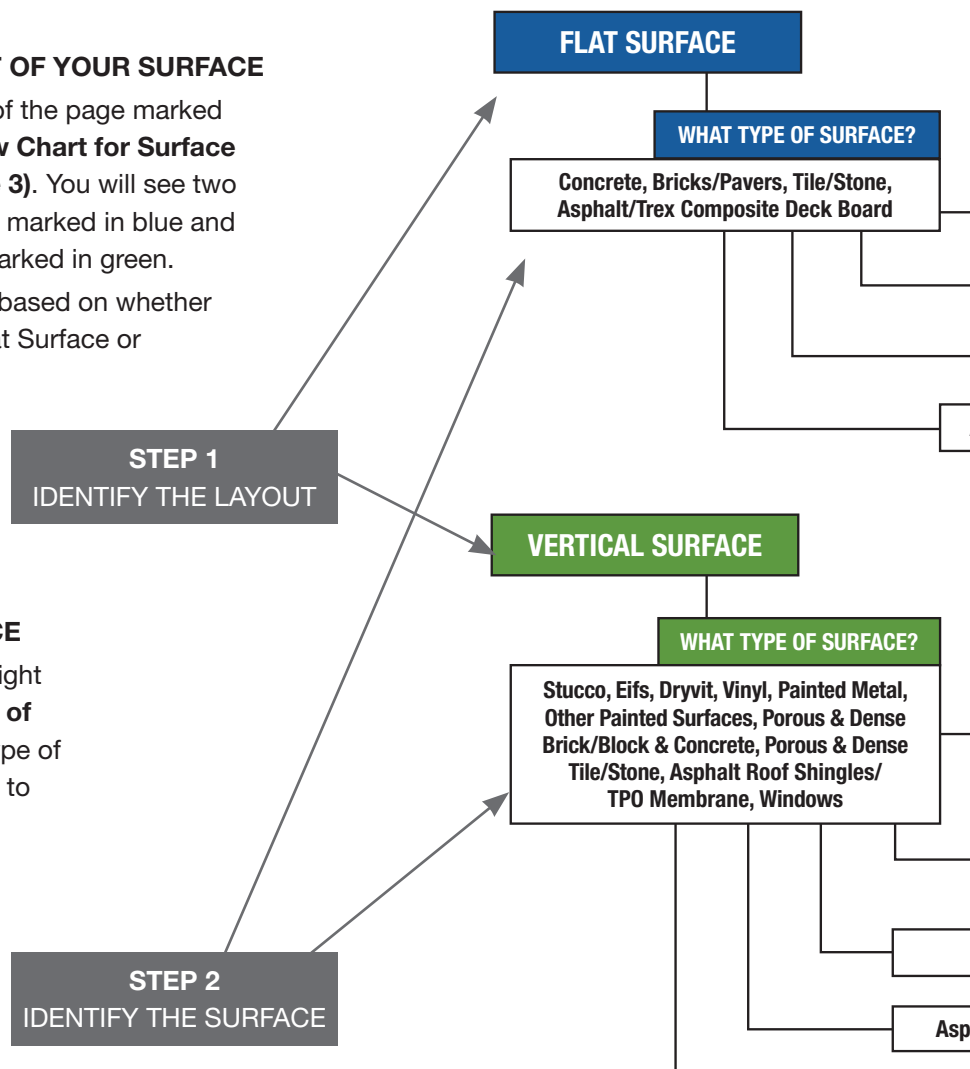 OF YOUR SURFACE
of the page marked
Chart for Surface
3). You will see two
marked in blue and
marked in green.
based on whether
Surface or
STEP 1
IDENTIFY THE LAYOUT
ight
of
to
STEP 2
IDENTIFY THE SURFACE
FLAT SURFACE
WHAT TYPE OF SURFACE?
Concrete, Bricks/Pavers, Tile/Stone,
Asphalt/Trex Composite Deck Board
VERTICAL SURFACE
WHAT TYPE OF SURFACE?
Stucco, Eifs, Dryvit, Vinyl, Painted Metal,
Other Painted Surfaces, Porous & Dense
Brick/Block & Concrete, Porous & Dense
Tile/Stone, Asphalt Roof Shingles/
TPO Membrane, Windows
Asp